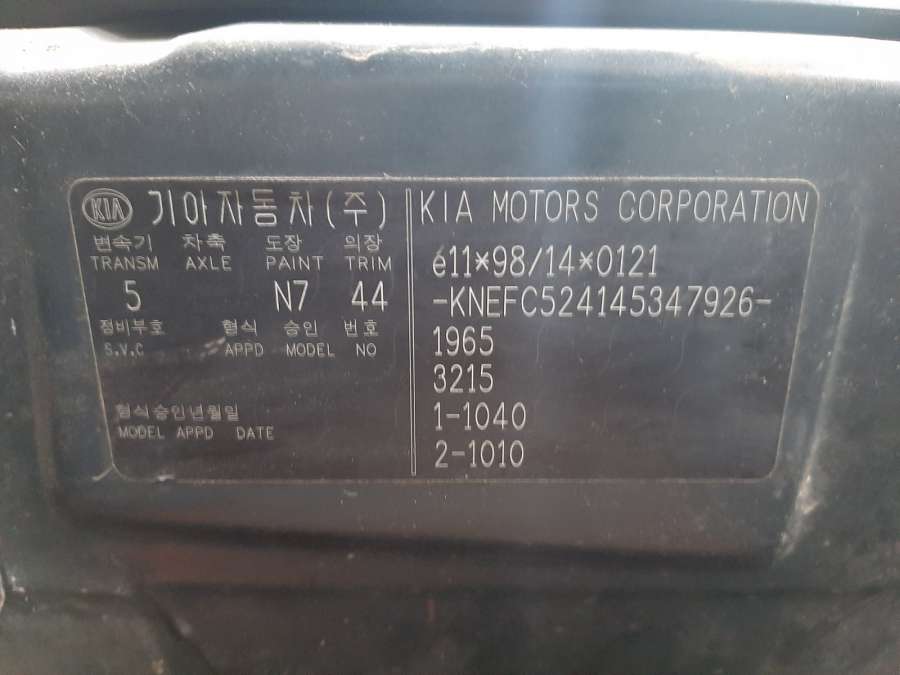 KIA 기아자동차(주)
변속기 차축 도장 의장
TRANSM AXLE PAINT TRIM
5 N7 44
정비부호 형식 승인 번호
S.V.C APPD MODEL NO
형식승인년월일
MODEL APPD DATE
KIA MOTORS CORPORATION
é11*98/14*0121
-KNEFC524145347926-
1965
3215
1-1040
2-1010